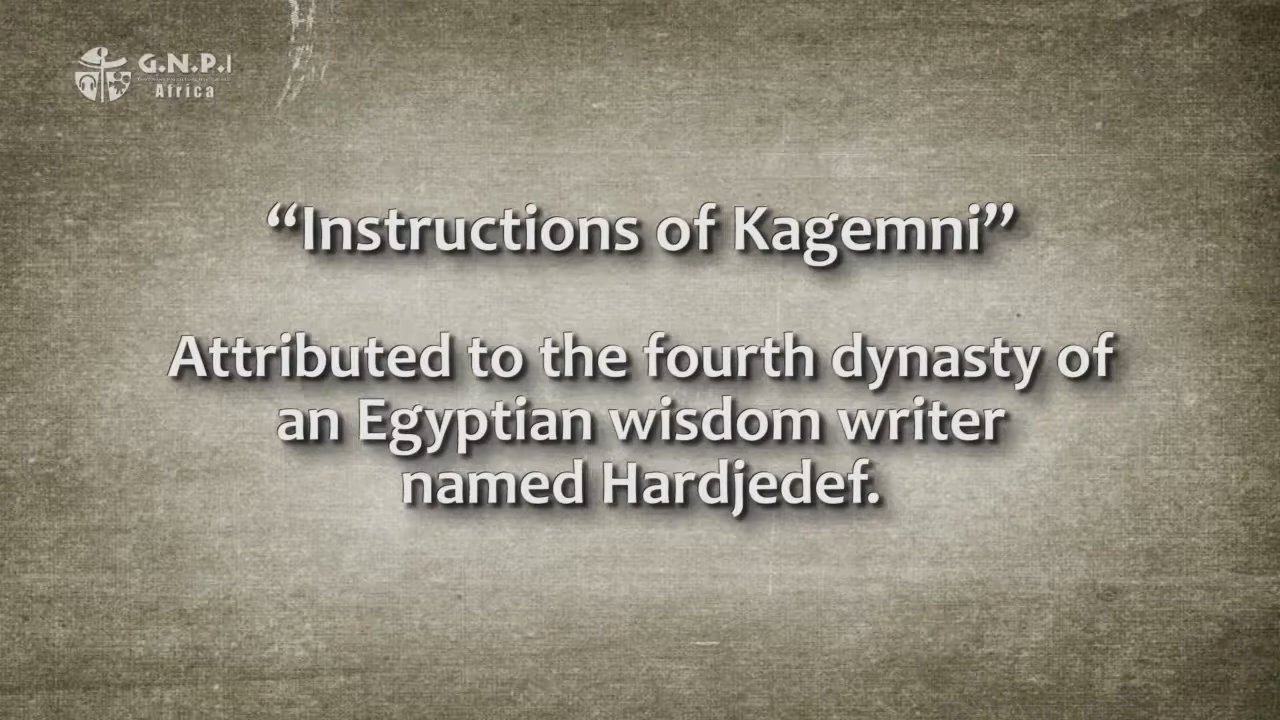 G.N.P.I
Africa
“Instructions of Kagemni”
Attributed to the fourth dynasty of
an Egyptian wisdom writer
named Hardjedef.